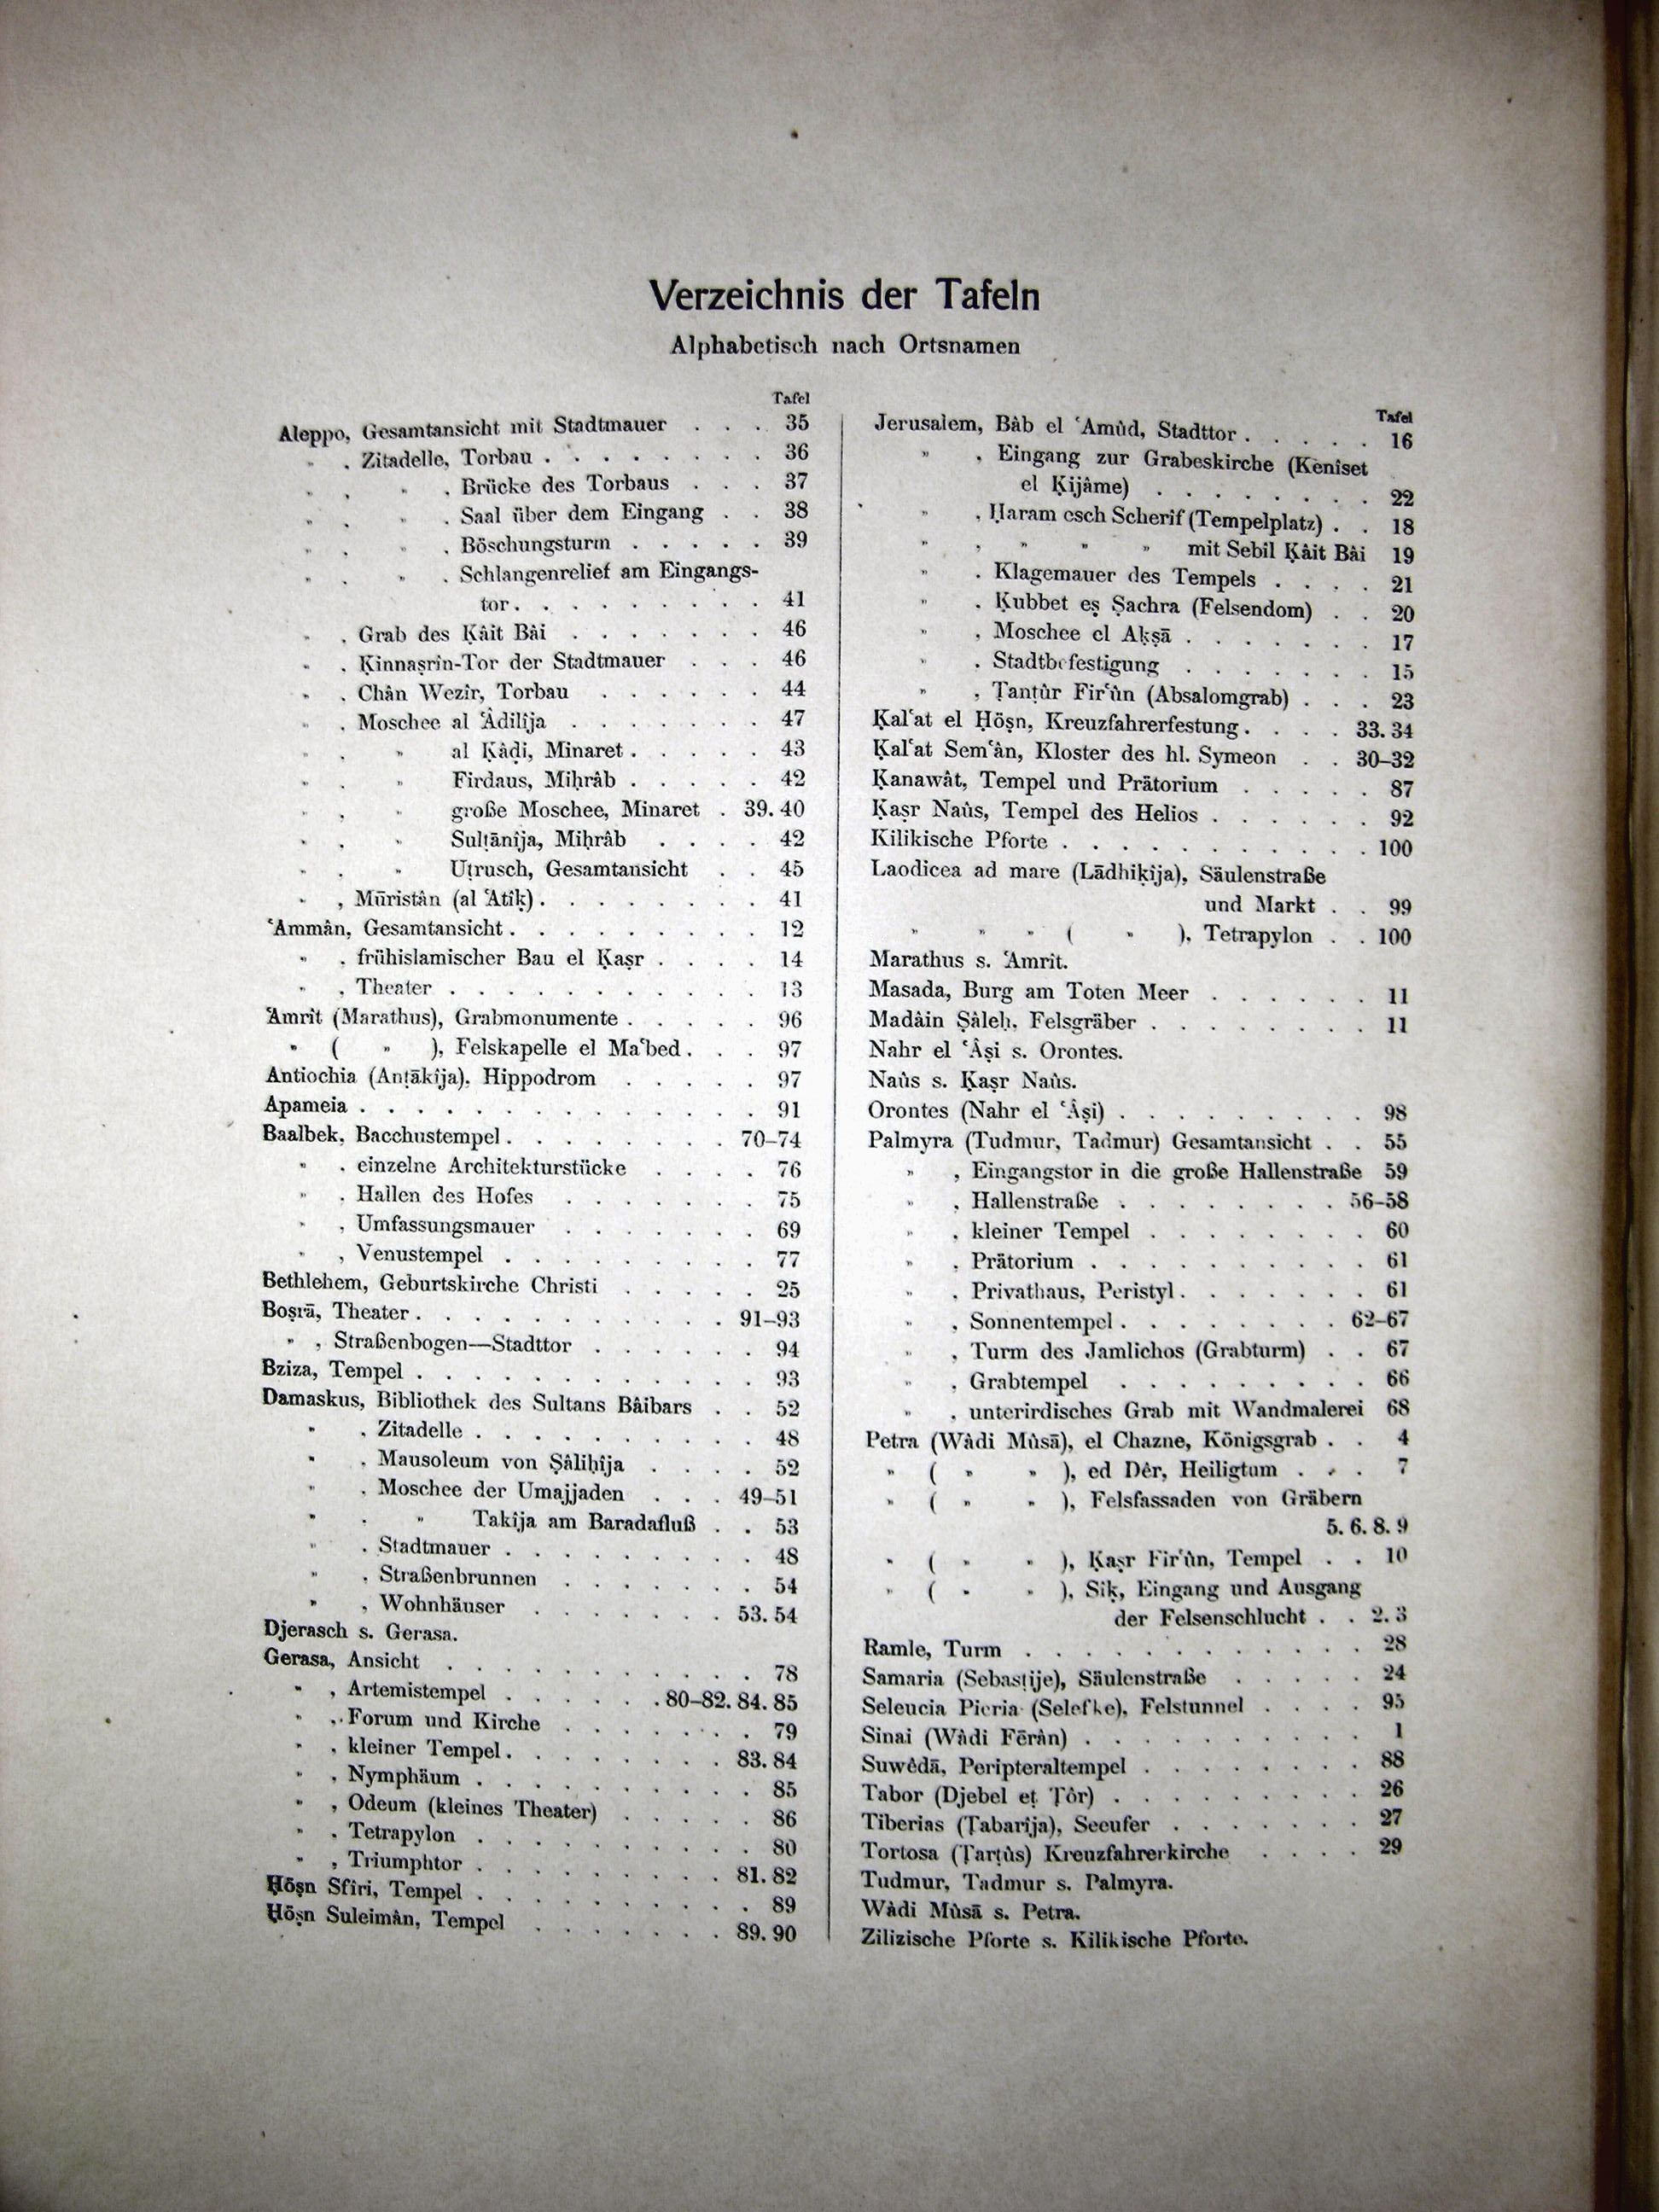 Verzeichnis der Tafeln
Alphabetisch nach Ortsnamen
Tafel
Aleppo, Gesamtansicht mit Stadtmauer . . . 35
" , Zitadelle, Torbau . . . . . . . . 36
" , " , Brücke des Torbaus . . . 37
" , " , Saal über dem Eingang . . 38
" , " , Böschungsturm . . . . . 39
" , " , Schlangenrelief am Eingangs-
tor . . . . . . . . . 41
" , Grab des Ḳâit Bâi . . . . . . . 46
" , Ḳinnaṣrîn-Tor der Stadtmauer . . . 46
" , Chân Wezîr, Torbau . . . . . . 44
" , Moschee al ʿÂdilîja . . . . . . . 47
" , " al Ḳâḍi, Minaret . . . . . 43
" , " Firdaus, Miḥrâb . . . . . 42
" , " große Moschee, Minaret . 39. 40
" , " Sulṭānîja, Miḥrâb . . . . 42
" , " Uṭrusch, Gesamtansicht . . 45
" , Mūristân (al ʿAtîḳ) . . . . . . . . 41
ʿAmmân, Gesamtansicht . . . . . . . . . 12
" , frühislamischer Bau el Ḳaṣr . . . . 14
" , Theater . . . . . . . . . . . 13
ʿAmrît (Marathus), Grabmonumente . . . . . 96
" ( " ), Felskapelle el Maʿbed . . . 97
Antiochia (Anṭākîja), Hippodrom . . . . . 97
Apameia . . . . . . . . . . . . . . 91
Baalbek, Bacchustempel . . . . . . . . 70–74
" , einzelne Architekturstücke . . . . 76
" , Hallen des Hofes . . . . . . . 75
" , Umfassungsmauer . . . . . . . 69
" , Venustempel . . . . . . . . . 77
Bethlehem, Geburtskirche Christi . . . . . 25
Boṣrā, Theater . . . . . . . . . . . 91–93
" , Straßenbogen—Stadttor . . . . . . 94
Bziza, Tempel . . . . . . . . . . . . 93
Damaskus, Bibliothek des Sultans Bâibars . . 52
" , Zitadelle . . . . . . . . . . 48
" , Mausoleum von Ṣâliḥîja . . . . 52
" , Moschee der Umajjaden . . . 49–51
" , " Takîja am Baradafluß . . 53
" , Stadtmauer . . . . . . . . . 48
" , Straßenbrunnen . . . . . . . 54
" , Wohnhäuser . . . . . . . 53. 54
Djerasch s. Gerasa.
Gerasa, Ansicht . . . . . . . . . . . 78
" , Artemistempel . . . . . . 80–82. 84. 85
" , Forum und Kirche . . . . . . . 79
" , kleiner Tempel . . . . . . . . 83. 84
" , Nymphäum . . . . . . . . . . 85
" , Odeum (kleines Theater) . . . . . 86
" , Tetrapylon . . . . . . . . . . 80
" , Triumphtor . . . . . . . . . 81. 82
Ḥöṣn Sfîri, Tempel . . . . . . . . . . 89
Ḥöṣn Suleimân, Tempel . . . . . . . 89. 90
Tafel
Jerusalem, Bâb el ʿAmûd, Stadttor . . . . . 16
" , Eingang zur Grabeskirche (Kenîset
el Ḳijâme) . . . . . . . . 22
" , Ḥaram esch Scherîf (Tempelplatz) . . 18
" , " " " mit Sebîl Ḳâit Bâi 19
" , Klagemauer des Tempels . . . . 21
" , Ḳubbet eṣ Ṣachra (Felsendom) . . 20
" , Moschee el Aḳṣā . . . . . . . 17
" , Stadtbefestigung . . . . . . . 15
" , Ṭanṭûr Firʿûn (Absalomgrab) . . . 23
Ḳalʿat el Ḥöṣn, Kreuzfahrerfestung . . . . 33. 34
Ḳalʿat Semʿân, Kloster des hl. Symeon . . 30–32
Ḳanawât, Tempel und Prätorium . . . . . 87
Ḳaṣr Naûs, Tempel des Helios . . . . . . 92
Kilikische Pforte . . . . . . . . . . . 100
Laodicea ad mare (Lādhiḳîja), Säulenstraße
und Markt . . 99
" " " ( " ), Tetrapylon . . 100
Marathus s. ʿAmrît.
Masada, Burg am Toten Meer . . . . . . 11
Madâin Ṣâleḥ, Felsgräber . . . . . . . . 11
Nahr el ʿÂṣi s. Orontes.
Naûs s. Ḳaṣr Naûs.
Orontes (Nahr el ʿÂṣi) . . . . . . . . . 98
Palmyra (Tudmur, Tadmur) Gesamtansicht . . 55
" , Eingangstor in die große Hallenstraße 59
" , Hallenstraße . . . . . . . . 56–58
" , kleiner Tempel . . . . . . . . 60
" , Prätorium . . . . . . . . . . 61
" , Privathaus, Peristyl . . . . . . . 61
" , Sonnentempel . . . . . . . . 62–67
" , Turm des Jamlichos (Grabturm) . . 67
" , Grabtempel . . . . . . . . . 66
" , unterirdisches Grab mit Wandmalerei 68
Petra (Wâdi Mûsā), el Chazne, Königsgrab . . 4
" ( " " ), ed Dêr, Heiligtum . . . 7
" ( " " ), Felsfassaden von Gräbern
5. 6. 8. 9
" ( " " ), Ḳaṣr Firʿûn, Tempel . . 10
" ( " " ), Sîḳ, Eingang und Ausgang
der Felsenschlucht . . 2. 3
Ramle, Turm . . . . . . . . . . . . 28
Samaria (Sebasṭije), Säulenstraße . . . . . 24
Seleucia Pieria (Selefke), Felstunnel . . . . 95
Sinai (Wâdi Fērân) . . . . . . . . . . 1
Suwêdā, Peripteraltempel . . . . . . . . 88
Tabor (Djebel eṭ Ṭôr) . . . . . . . . . 26
Tiberias (Ṭabarîja), Seeufer . . . . . . . 27
Tortosa (Ṭarṭûs) Kreuzfahrerkirche . . . . 29
Tudmur, Tadmur s. Palmyra.
Wâdi Mûsā s. Petra.
Zilizische Pforte s. Kilikische Pforte.